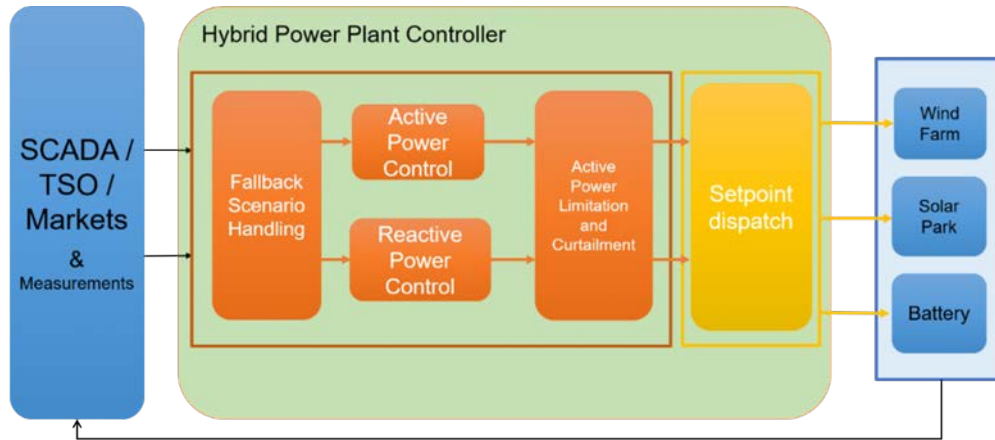 Hybrid Power Plant Controller
SCADA /
TSO /
Markets
&
Measurements
Fallback
Scenario
Handling
Active
Power
Control
Reactive
Power
Control
Active
Power
Limitation
and
Curtailment
Setpoint
dispatch
Wind
Farm
Solar
Park
Battery